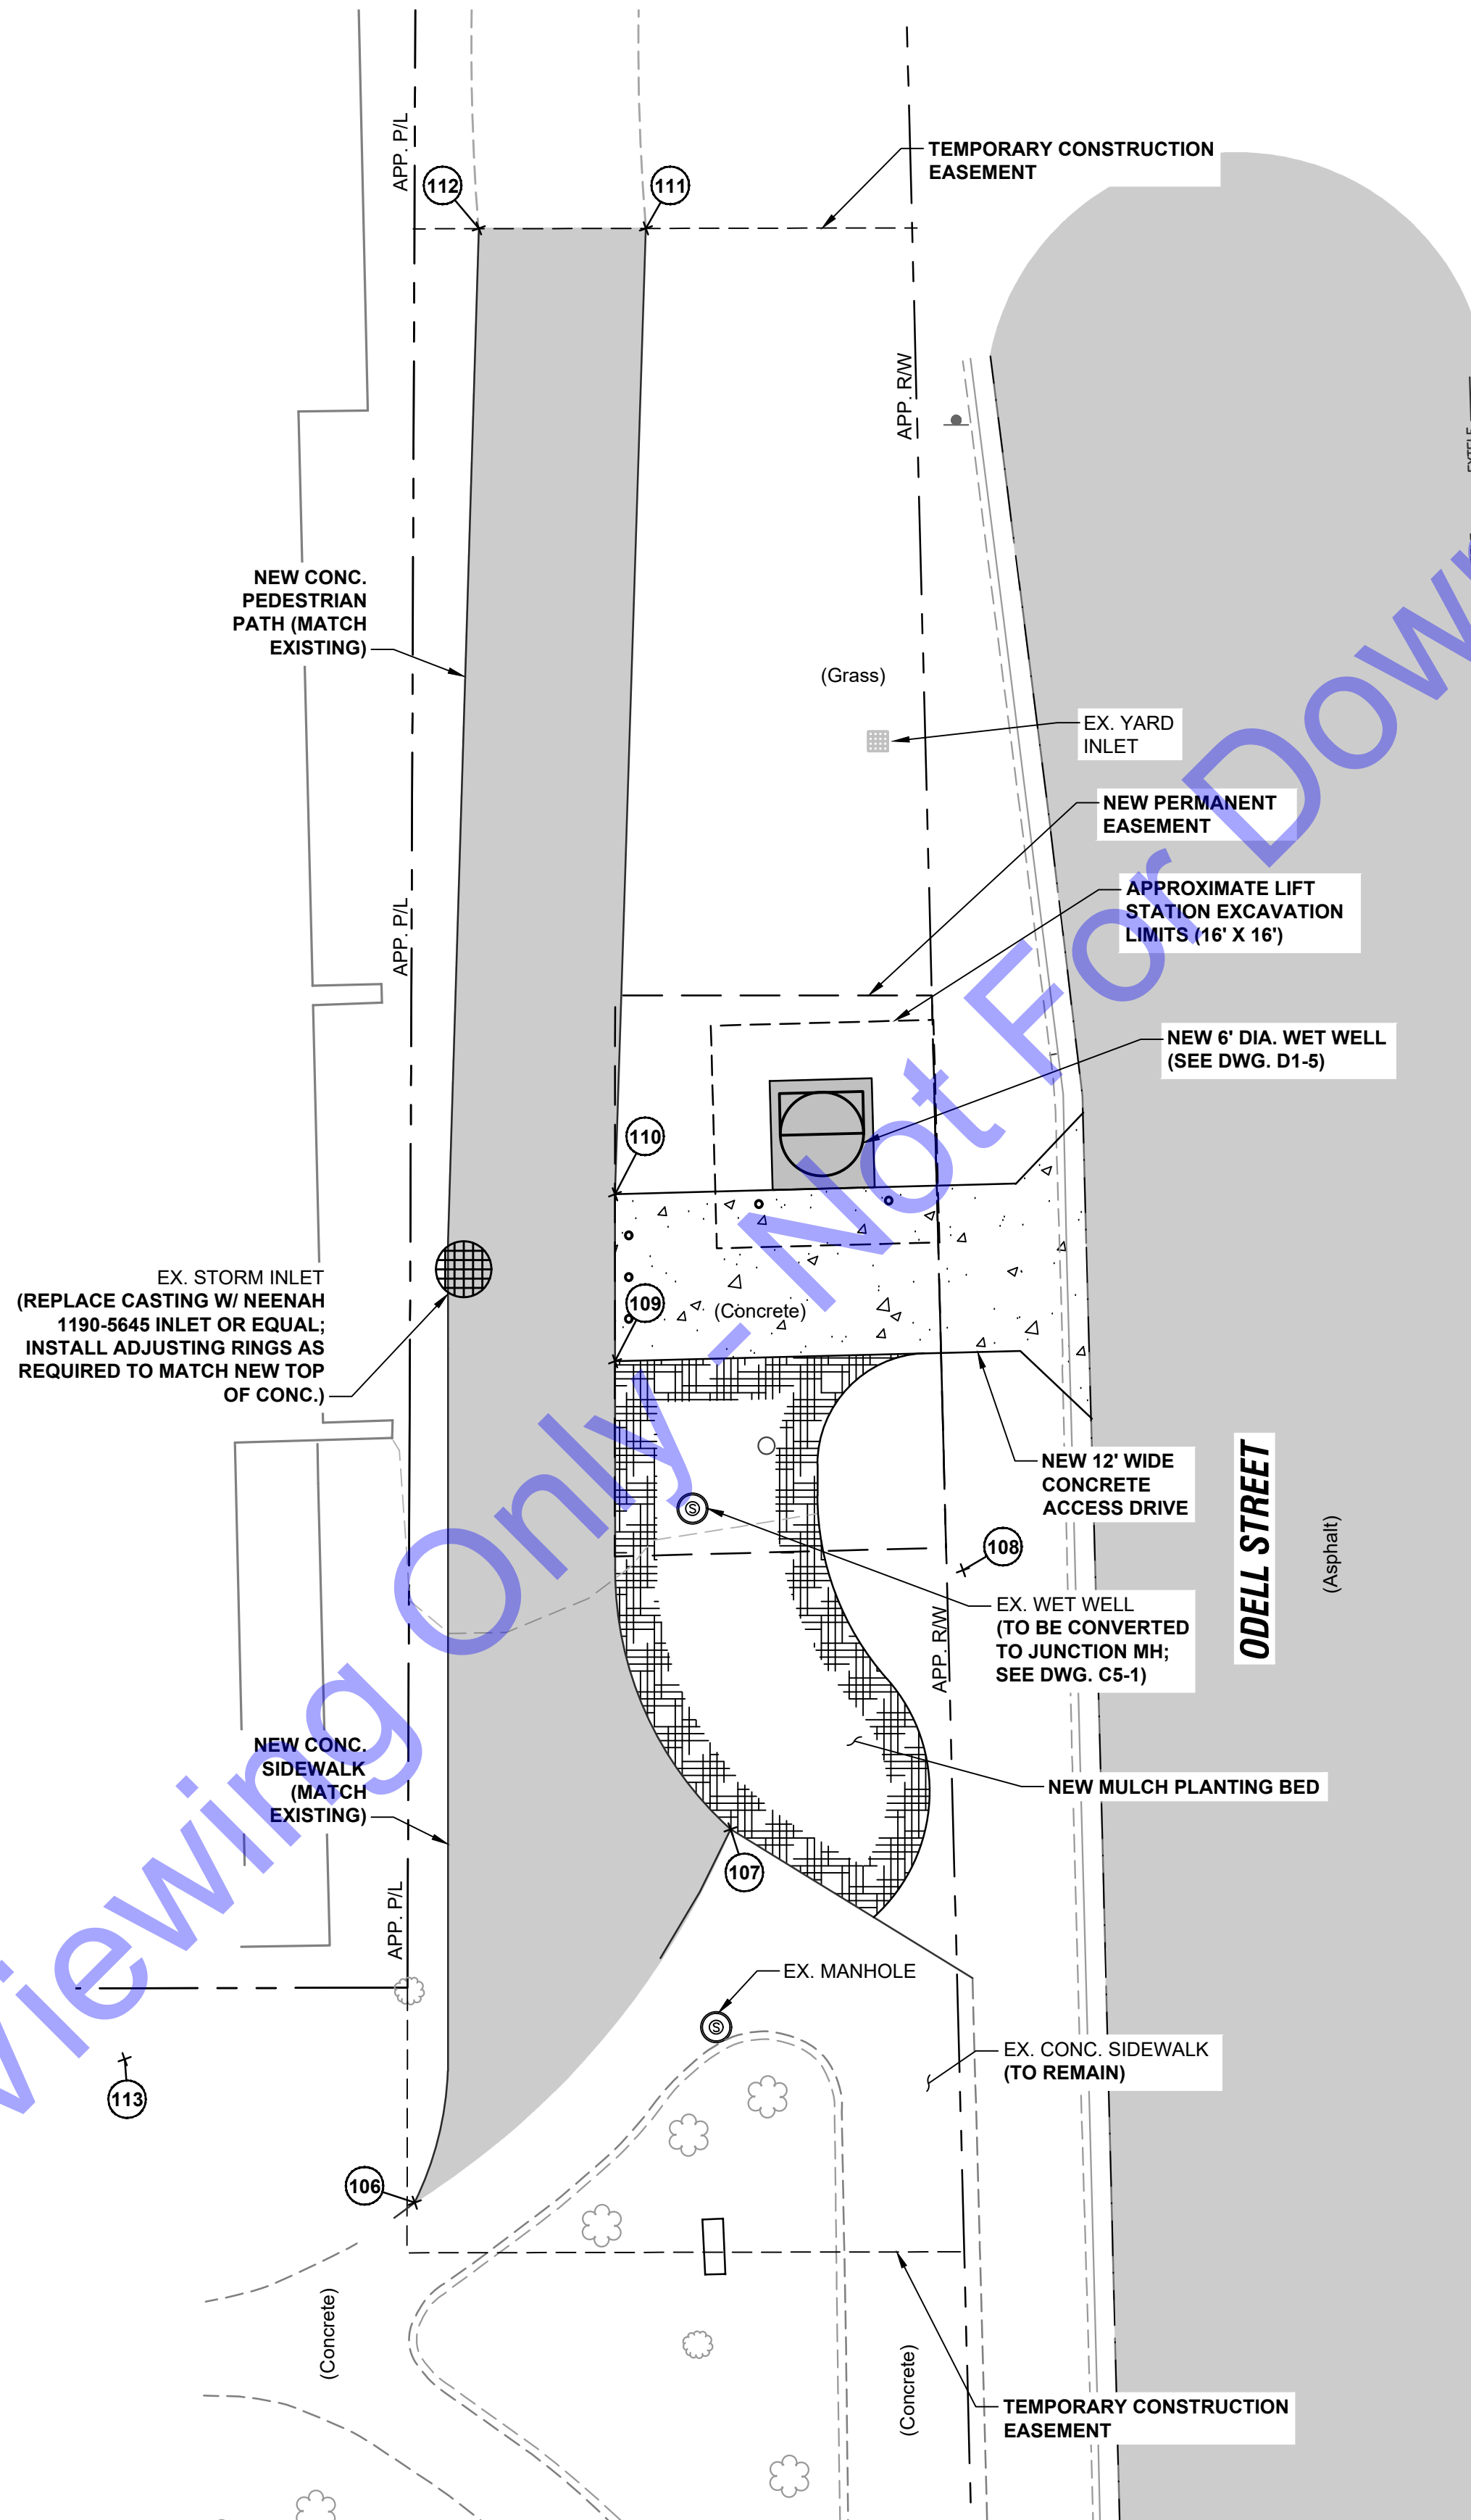 APP. P/L
112
111
TEMPORARY CONSTRUCTION
EASEMENT
APP. R/W
NEW CONC.
PEDESTRIAN
PATH (MATCH
EXISTING)
(Grass)
EX. YARD
INLET
NEW PERMANENT
EASEMENT
APPROXIMATE LIFT
STATION EXCAVATION
LIMITS (16' X 16')
APP. P/L
NEW 6' DIA. WET WELL
(SEE DWG. D1-5)
110
EX. STORM INLET
(REPLACE CASTING W/ NEENAH
1190-5645 INLET OR EQUAL;
INSTALL ADJUSTING RINGS AS
REQUIRED TO MATCH NEW TOP
OF CONC.)
109
(Concrete)
NEW 12' WIDE
CONCRETE
ACCESS DRIVE
ODELL STREET
(Asphalt)
S
108
EX. WET WELL
(TO BE CONVERTED
TO JUNCTION MH;
SEE DWG. C5-1)
APP. R/W
NEW CONC.
SIDEWALK
(MATCH
EXISTING)
NEW MULCH PLANTING BED
107
APP. P/L
EX. MANHOLE
S
EX. CONC. SIDEWALK
(TO REMAIN)
113
106
(Concrete)
(Concrete)
TEMPORARY CONSTRUCTION
EASEMENT
Viewing Only - Not For Dow